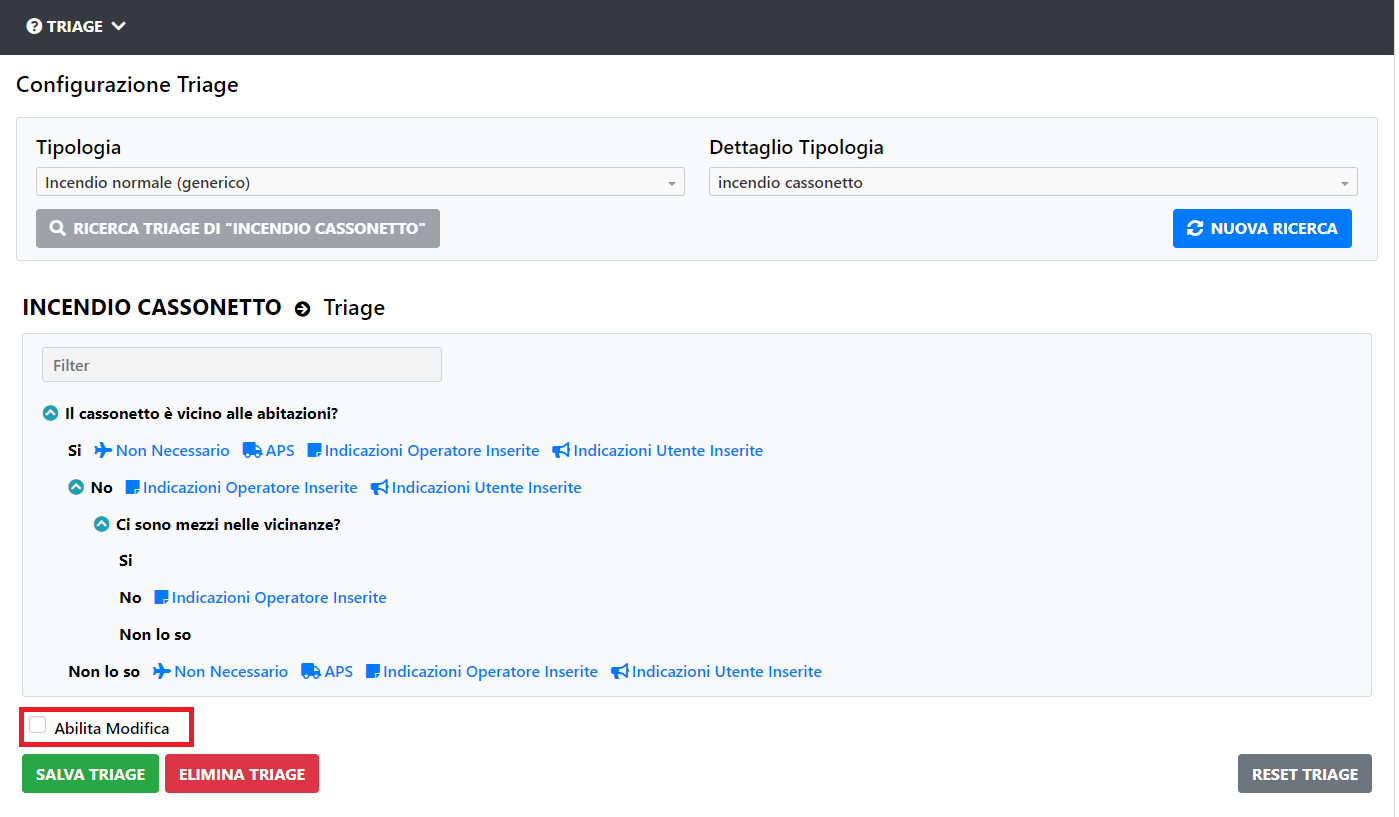 TRIAGE
Configurazione Triage
Tipologia
Dettaglio Tipologia
Incendio normale (generico)
incendio cassonetto
RICERCA TRIAGE DI "INCENDIO CASSONETTO"
NUOVA RICERCA
INCENDIO CASSONETTO Triage
Filter
Il cassonetto è vicino alle abitazioni?
Si Non Necessario APS Indicazioni Operatore Inserite Indicazioni Utente Inserite
No Indicazioni Operatore Inserite Indicazioni Utente Inserite
Ci sono mezzi nelle vicinanze?
Si
No Indicazioni Operatore Inserite
Non lo so
Non lo so Non Necessario APS Indicazioni Operatore Inserite Indicazioni Utente Inserite
Abilita Modifica
SALVA TRIAGE
ELIMINA TRIAGE
RESET TRIAGE